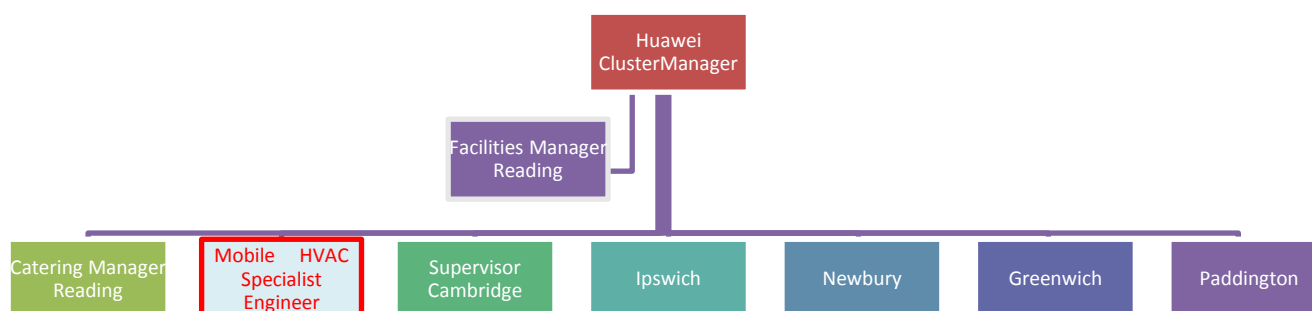 Huawei
ClusterManager
Facilities Manager
Reading
Catering Manager
Reading
Mobile HVAC
Specialist
Engineer
Supervisor
Cambridge
Ipswich
Newbury
Greenwich
Paddington